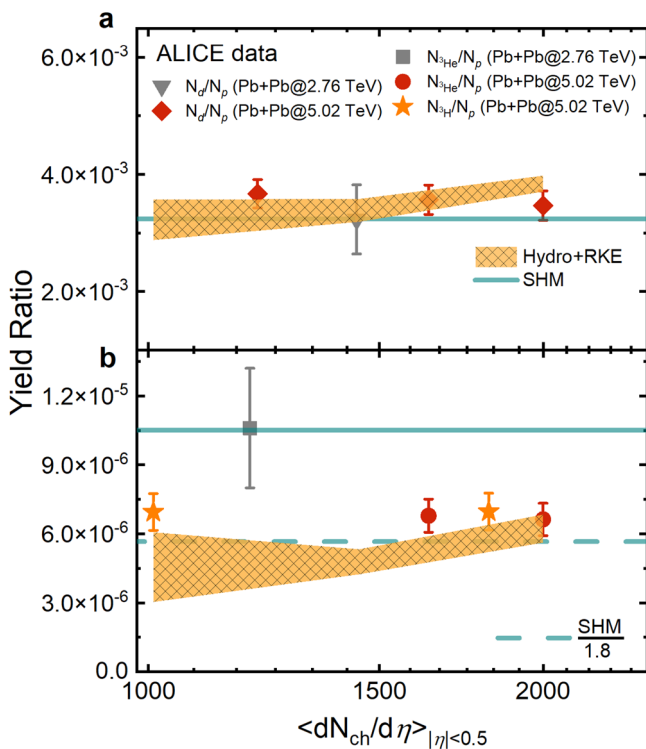 a
ALICE data
N_d/N_p (Pb+Pb@2.76 TeV)
N_d/N_p (Pb+Pb@5.02 TeV)
N_³He/N_p (Pb+Pb@2.76 TeV)
N_³He/N_p (Pb+Pb@5.02 TeV)
N_³H/N_p (Pb+Pb@5.02 TeV)
6.0×10⁻³
4.0×10⁻³
2.0×10⁻³
Hydro+RKE
SHM
Yield Ratio
b
1.2×10⁻⁵
9.0×10⁻⁶
6.0×10⁻⁶
3.0×10⁻⁶
0.0
SHM
1.8
1000 1500 2000
<dN_ch/dη>_|η|<0.5